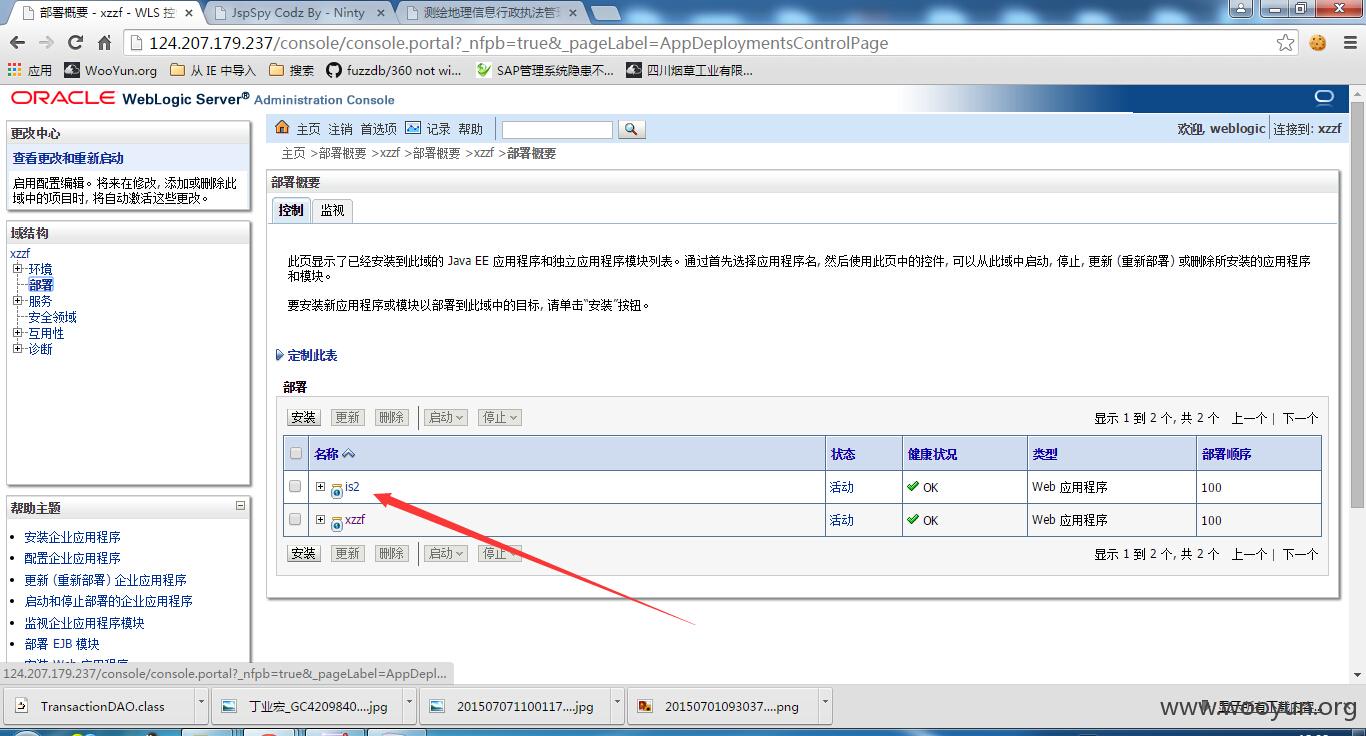 部署概要 - xzzf - WLS 控
JspSpy Codz By - Ninty
测绘地理信息行政执法管
124.207.179.237/console/console.portal?_nfpb=true&_pageLabel=AppDeploymentsControlPage
应用 WooYun.org 从 IE 中导入 搜索 fuzzdb/360 not wi... SAP管理系统隐患不... 四川烟草工业有限...
ORACLE WebLogic Server® Administration Console
更改中心
查看更改和重新启动
启用配置编辑。将来在修改, 添加或删除此
域中的项目时, 将自动激活这些更改。
域结构
xzzf
环境
部署
服务
安全领域
互用性
诊断
帮助主题
安装企业应用程序
配置企业应用程序
更新 (重新部署) 企业应用程序
启动和停止部署的企业应用程序
监视企业应用程序模块
部署 EJB 模块
安装 Web 应用程序
主页 注销 首选项 记录 帮助
欢迎, weblogic 连接到: xzzf
主页 >部署概要 >xzzf >部署概要 >xzzf >部署概要
部署概要
控制 监视
此页显示了已经安装到此域的 Java EE 应用程序和独立应用程序模块列表。通过首先选择应用程序名, 然后使用此页中的控件, 可以从此域中启动, 停止, 更新 (重新部署) 或删除所安装的应用程序
和模块。
要安装新应用程序或模块以部署到此域中的目标, 请单击“安装”按钮。
定制此表
部署
安装 更新 删除 启动 停止 显示 1 到 2 个, 共 2 个 上一个 | 下一个
名称 状态 健康状况 类型 部署顺序
is2 活动 OK Web 应用程序 100
xzzf 活动 OK Web 应用程序 100
安装 更新 删除 启动 停止 显示 1 到 2 个, 共 2 个 上一个 | 下一个
124.207.179.237/console/console.portal?_nfpb=true&_pageLabel=AppDepl...
TransactionDAO.class
丁业宏_GC4209840....jpg
201507071100117....jpg
20150701093037....png
www.wooyun.org